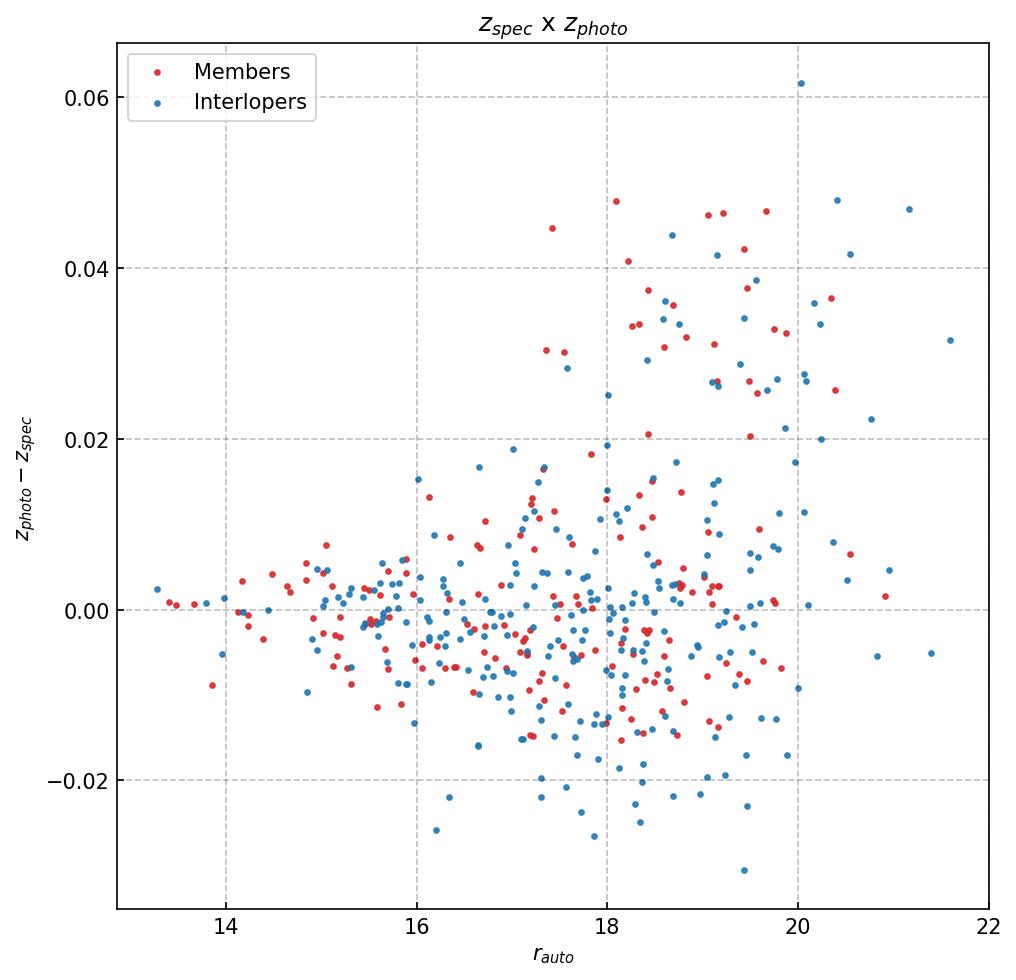 z_spec x z_photo
Members
Interlopers
0.06
0.04
0.02
0.00
−0.02
z_photo − z_spec
14
16
18
20
22
r_auto